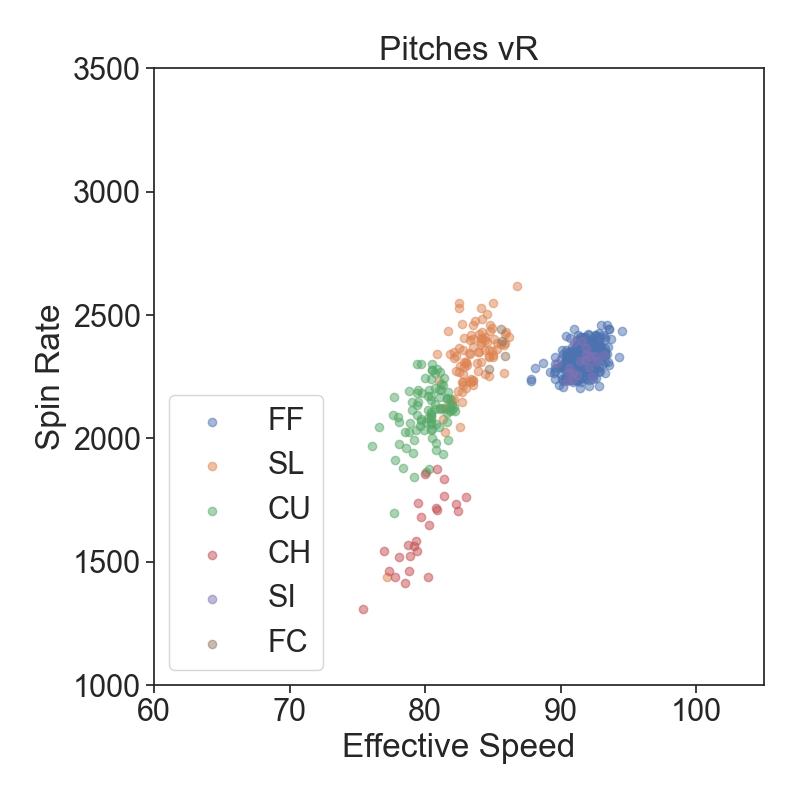 Pitches vR
3500
3000
2500
2000
1500
1000
Spin Rate
FF
SL
CU
CH
SI
FC
60 70 80 90 100
Effective Speed